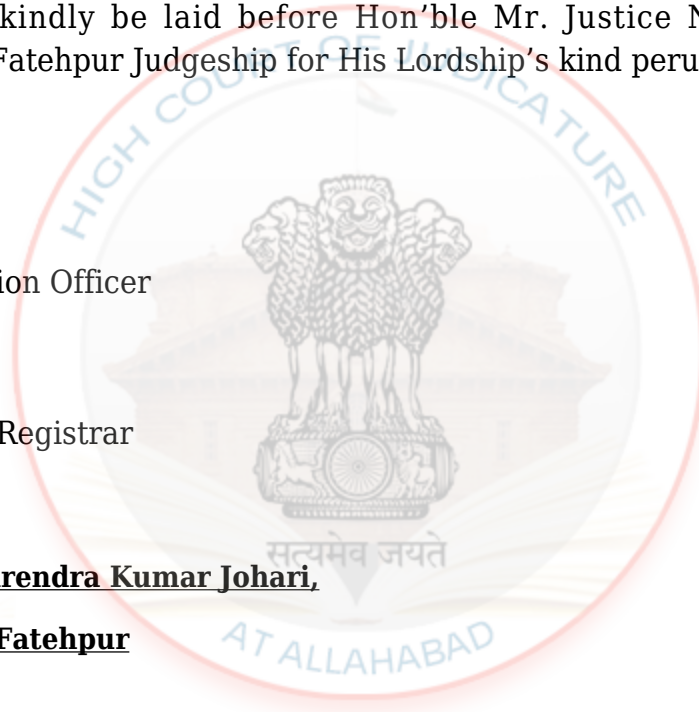 kindly be laid before Hon’ble Mr. Justice N
Fatehpur Judgeship for His Lordship’s kind peru
HIGH COURT OF JUDICATURE
ion Officer
Registrar
सत्यमेव जयते
rendra Kumar Johari,
Fatehpur
AT ALLAHABAD